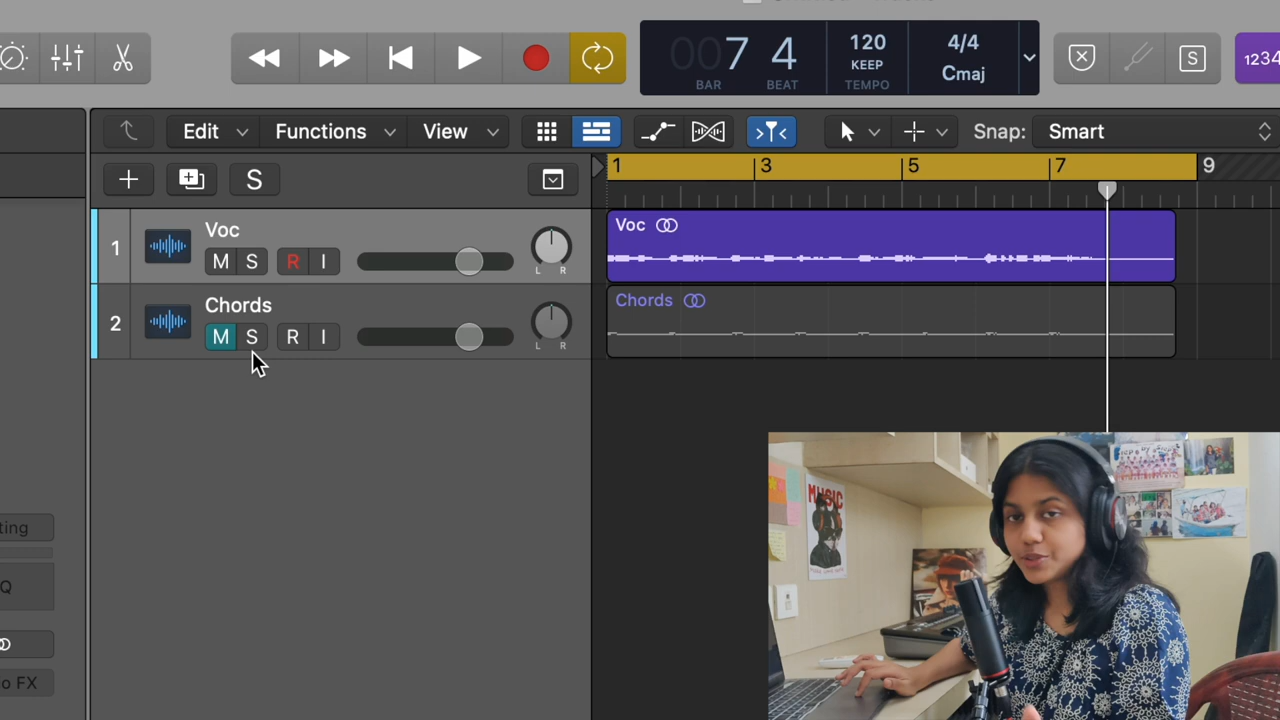 007 4
BAR BEAT
120
KEEP
TEMPO
4/4
Cmaj
S
1234
Edit Functions View
Snap: Smart
S
1 3 5 7 9
1 Voc
M S R I
L R
Voc
2 Chords
M S R I
L R
Chords
ting
Q
o FX
MUSIC